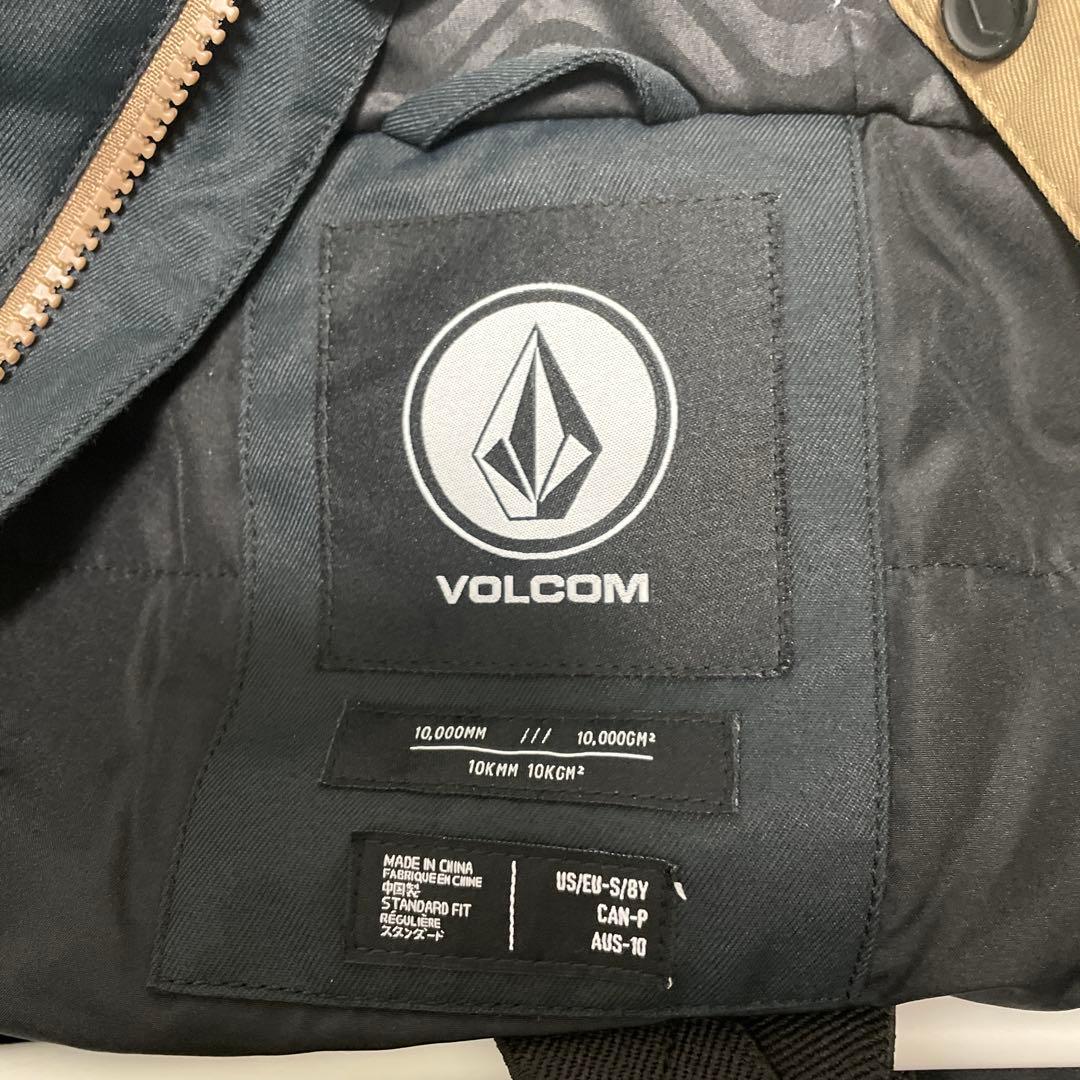 VOLCOM
10,000MM /// 10,000GM²
10KMM 10KGM²
MADE IN CHINA
FABRIQUE EN CHINE
中国製
STANDARD FIT
RÉGULIÈRE
スタンダード
US/EU-S/8Y
CAN-P
AUS-10